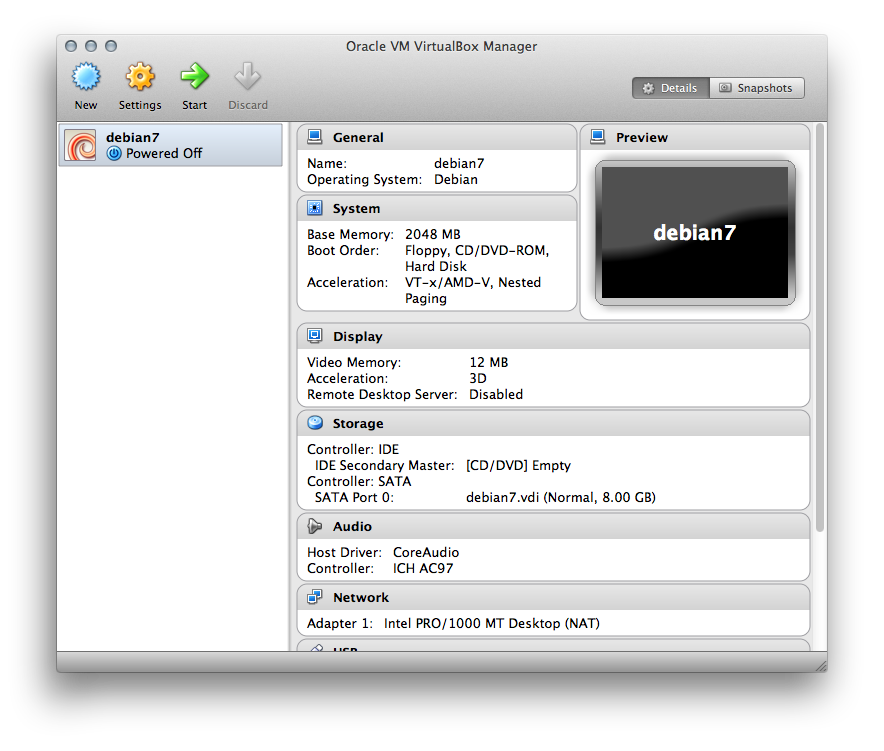 Oracle VM VirtualBox Manager
New Settings Start Discard
Details Snapshots
debian7
Powered Off
General
Name: debian7
Operating System: Debian
System
Base Memory: 2048 MB
Boot Order: Floppy, CD/DVD-ROM,
Hard Disk
Acceleration: VT-x/AMD-V, Nested
Paging
Preview
debian7
Display
Video Memory: 12 MB
Acceleration: 3D
Remote Desktop Server: Disabled
Storage
Controller: IDE
IDE Secondary Master: [CD/DVD] Empty
Controller: SATA
SATA Port 0: debian7.vdi (Normal, 8.00 GB)
Audio
Host Driver: CoreAudio
Controller: ICH AC97
Network
Adapter 1: Intel PRO/1000 MT Desktop (NAT)
USB